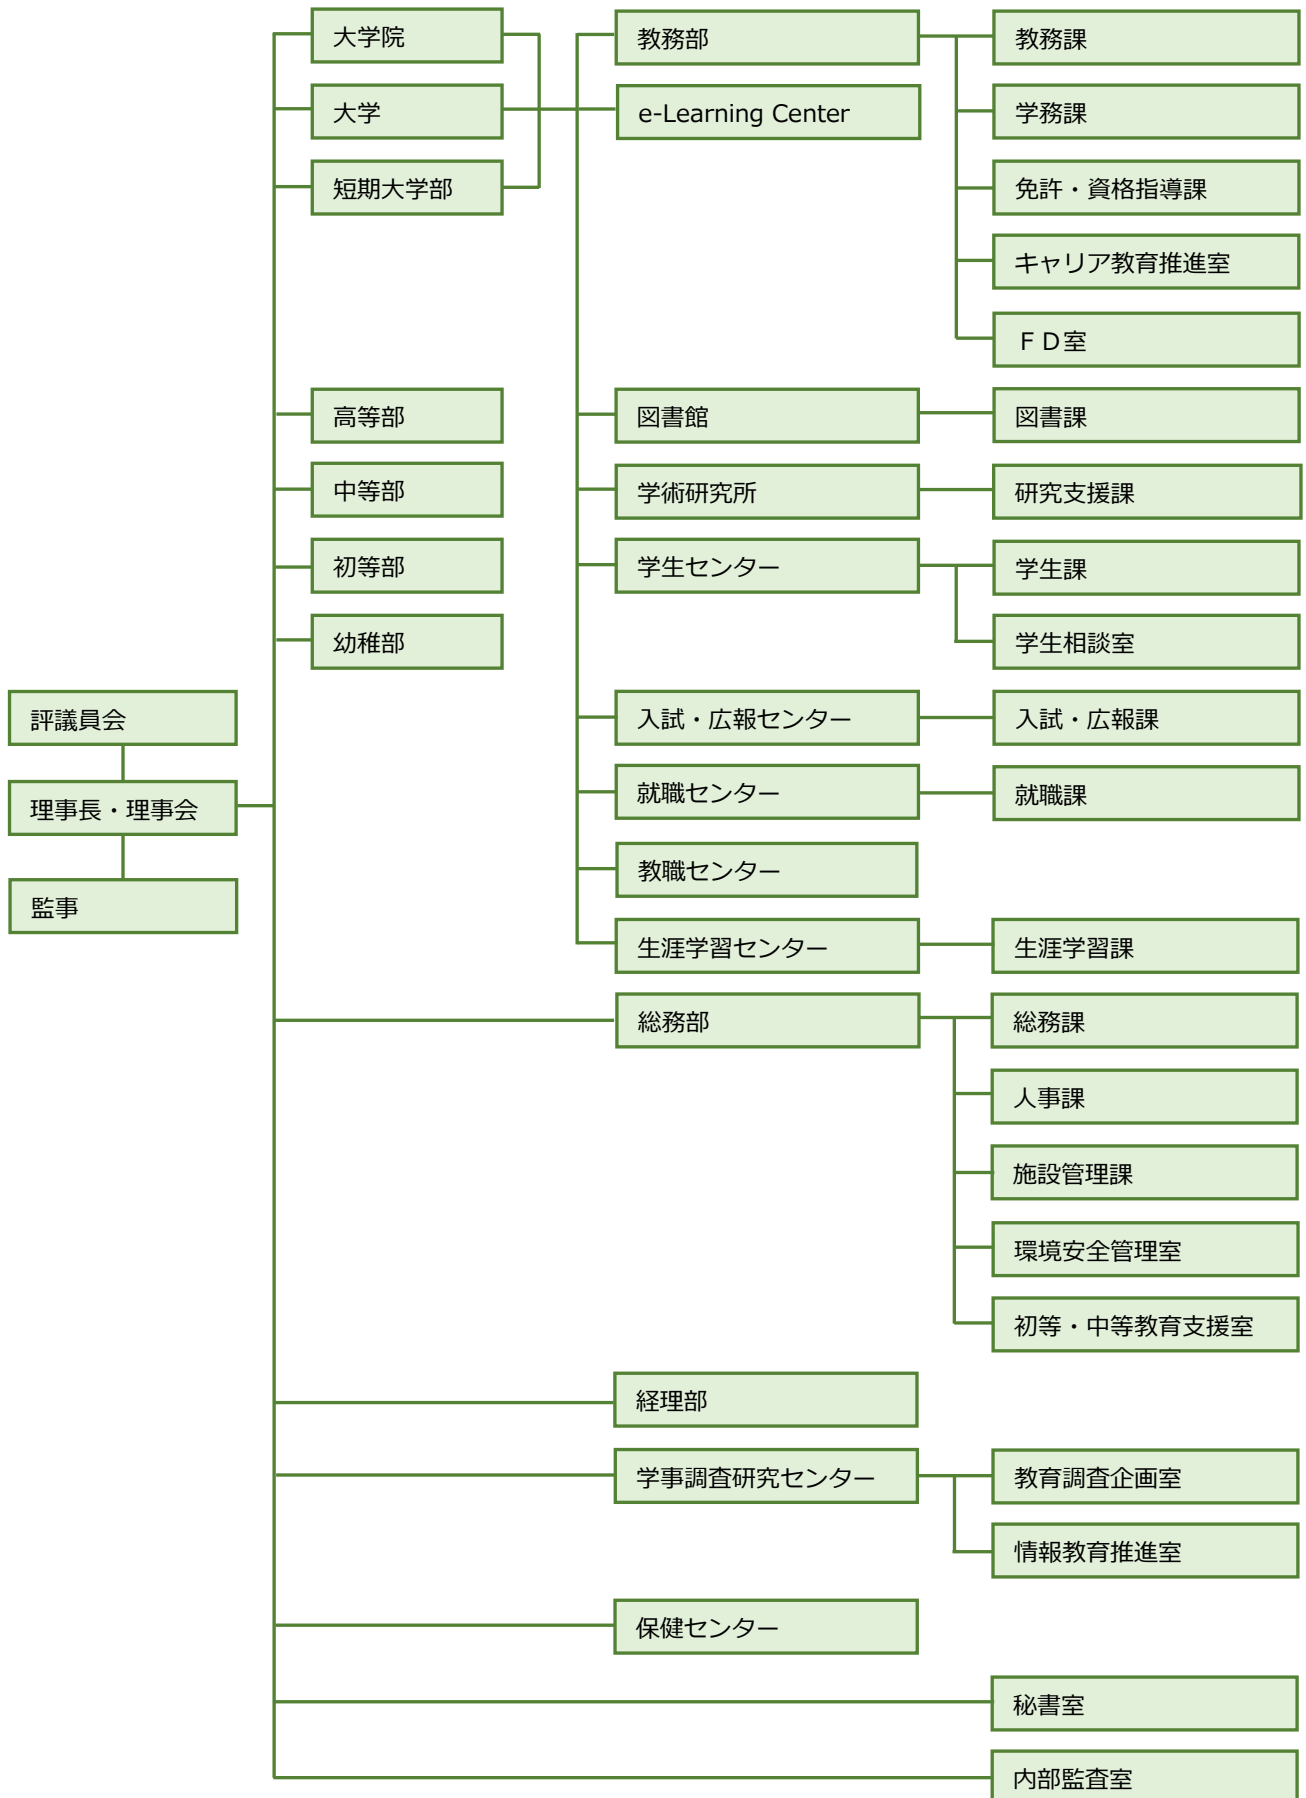 大学院
教務部
教務課
大学
e-Learning Center
学務課
短期大学部
免許・資格指導課
キャリア教育推進室
ＦＤ室
高等部
図書館
図書課
中等部
学術研究所
研究支援課
初等部
学生センター
学生課
幼稚部
学生相談室
評議員会
入試・広報センター
入試・広報課
理事長・理事会
就職センター
就職課
教職センター
監事
生涯学習センター
生涯学習課
総務部
総務課
人事課
施設管理課
環境安全管理室
初等・中等教育支援室
経理部
学事調査研究センター
教育調査企画室
情報教育推進室
保健センター
秘書室
内部監査室